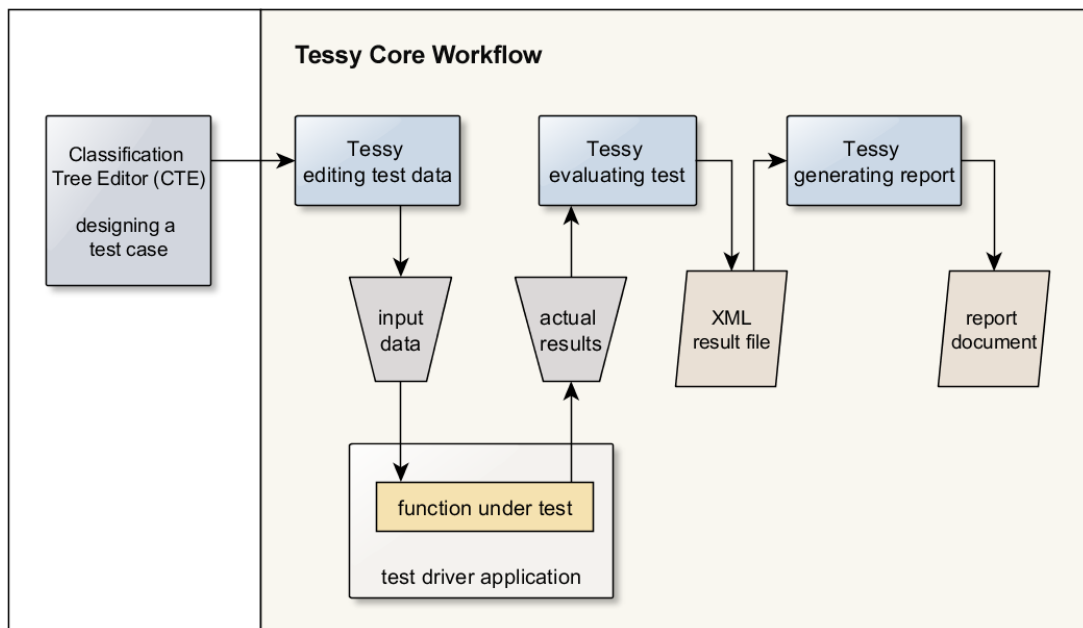 Tessy Core Workflow
Classification
Tree Editor (CTE)
designing a
test case
Tessy
editing test data
Tessy
evaluating test
Tessy
generating report
input
data
actual
results
XML
result file
report
document
function under test
test driver application